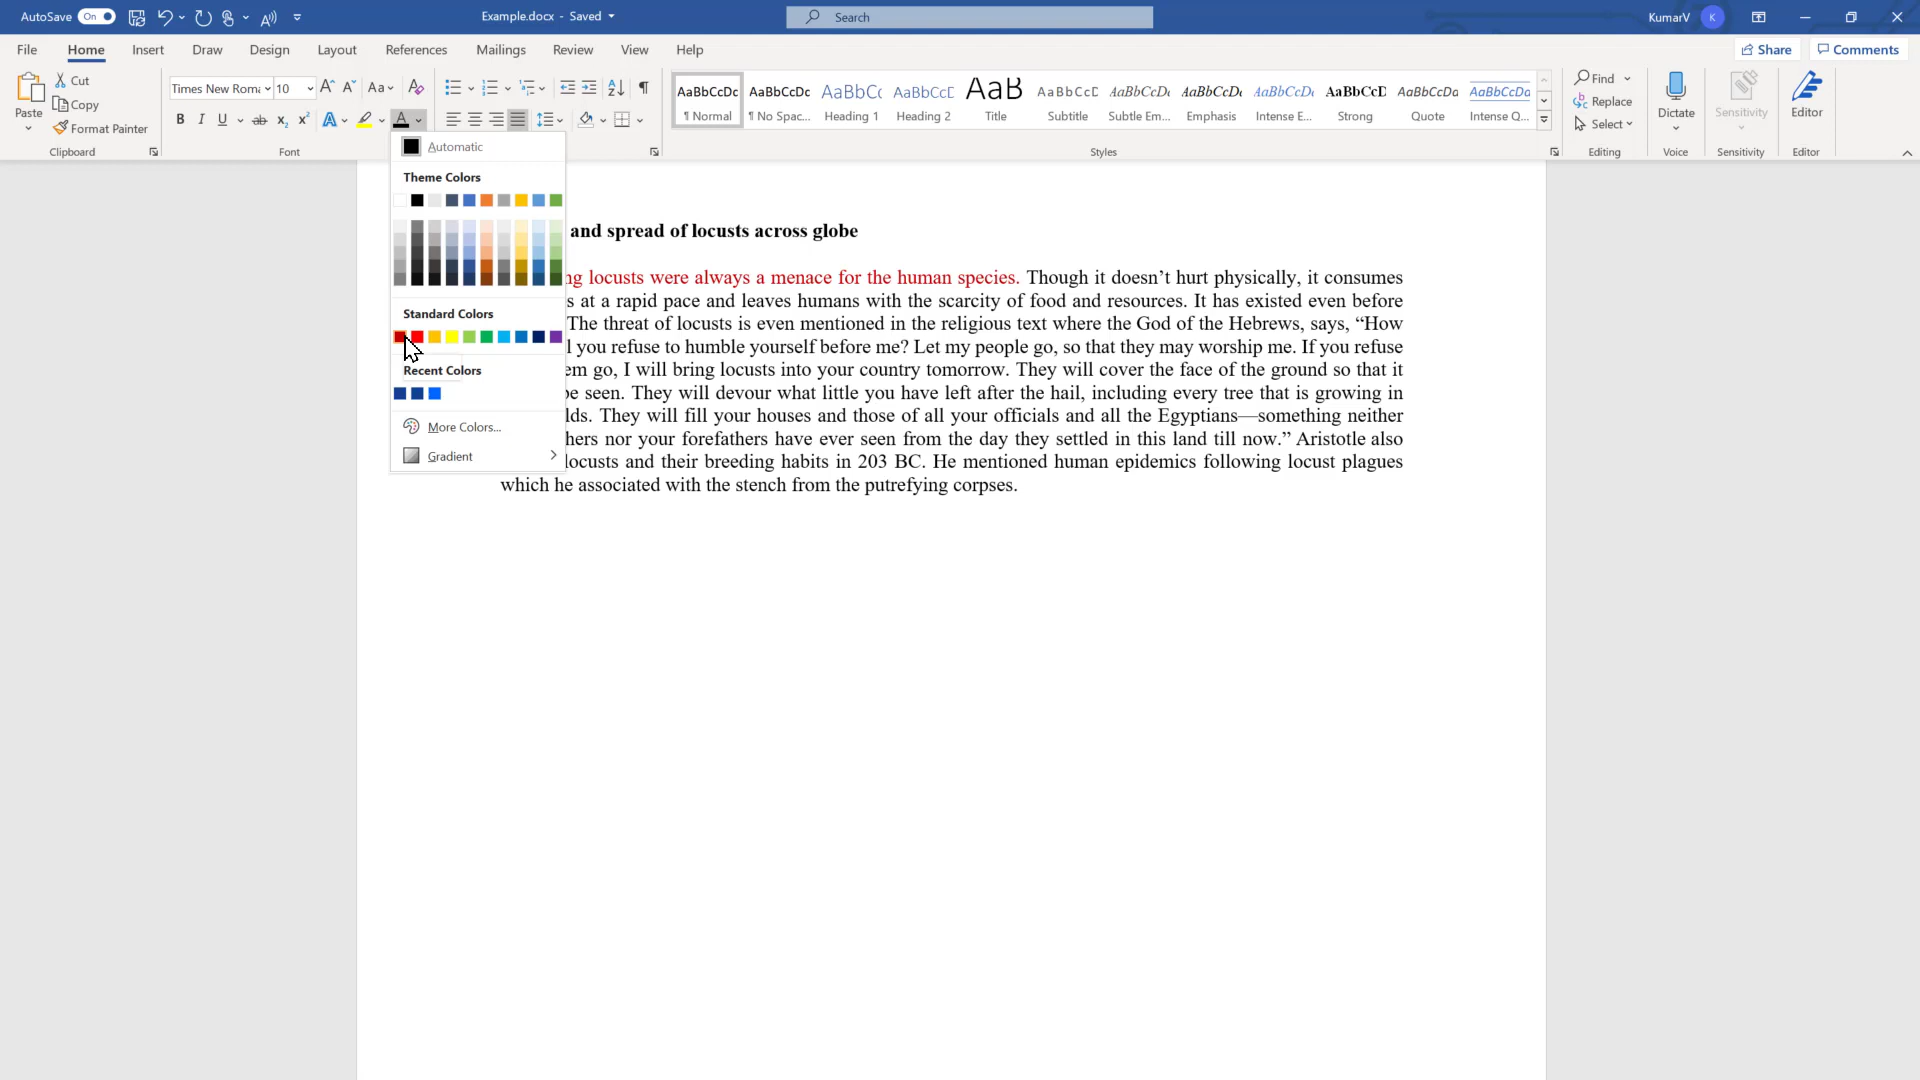 AutoSave On Example.docx - Saved Search KumarV K
File Home Insert Draw Design Layout References Mailings Review View Help Share Comments
Paste Cut Copy Format Painter
Clipboard
Times New Roma 10 Aa
B I U ab x₂ x² A A
Font
AaBbCcDc AaBbCcDc AaBbCc AaBbCcC AaB AaBbCcC AaBbCcDc AaBbCcDc AaBbCcDc AaBbCcC AaBbCcDa AaBbCcDa
¶ Normal ¶ No Spac... Heading 1 Heading 2 Title Subtitle Subtle Em... Emphasis Intense E... Strong Quote Intense Q...
Styles
Find
Replace
Select
Editing
Dictate
Voice
Sensitivity
Sensitivity
Editor
Editor
Automatic
Theme Colors
Standard Colors
Recent Colors
More Colors...
Gradient
and spread of locusts across globe
ng locusts were always a menace for the human species. Though it doesn’t hurt physically, it consumes
s at a rapid pace and leaves humans with the scarcity of food and resources. It has existed even before
The threat of locusts is even mentioned in the religious text where the God of the Hebrews, says, “How
l you refuse to humble yourself before me? Let my people go, so that they may worship me. If you refuse
em go, I will bring locusts into your country tomorrow. They will cover the face of the ground so that it
be seen. They will devour what little you have left after the hail, including every tree that is growing in
lds. They will fill your houses and those of all your officials and all the Egyptians—something neither
hers nor your forefathers have ever seen from the day they settled in this land till now.” Aristotle also
locusts and their breeding habits in 203 BC. He mentioned human epidemics following locust plagues
which he associated with the stench from the putrefying corpses.